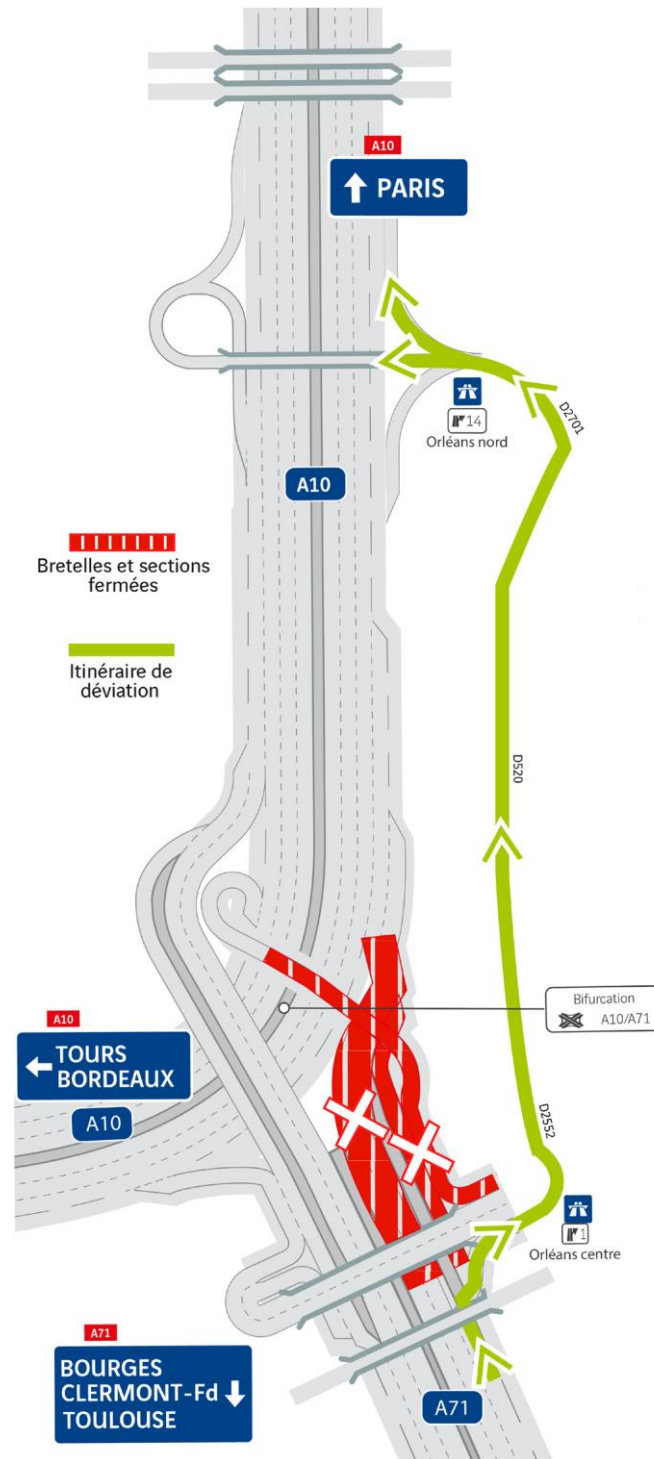 A10
PARIS
D2701
14
Orléans nord
A10
Bretelles et sections
fermées
Itinéraire de
déviation
D520
Bifurcation
A10/A71
A10
TOURS
BORDEAUX
A10
D2552
1
Orléans centre
A71
BOURGES
CLERMONT-Fd
TOULOUSE
A71